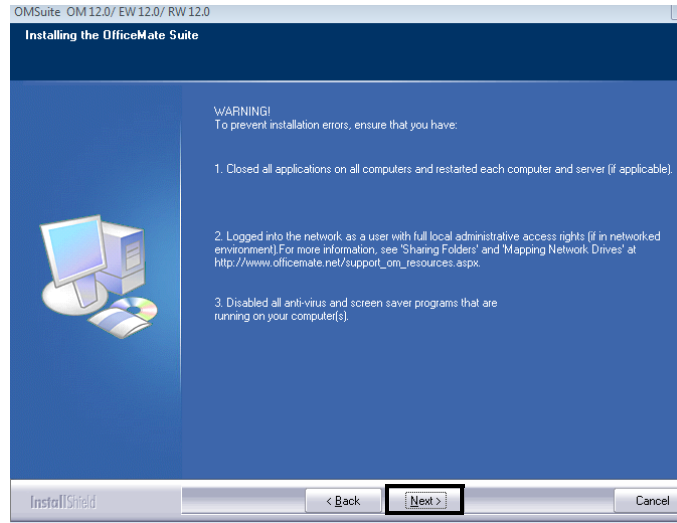 OMSuite OM 12.0/ EW 12.0/ RW 12.0
Installing the OfficeMate Suite
WARNING!
To prevent installation errors, ensure that you have:
1. Closed all applications on all computers and restarted each computer and server (if applicable).
2. Logged into the network as a user with full local administrative access rights (if in networked
environment).For more information, see 'Sharing Folders' and 'Mapping Network Drives' at
http://www.officemate.net/support_om_resources.aspx.
3. Disabled all anti-virus and screen saver programs that are
running on your computer(s).
InstallShield
< Back Next > Cancel